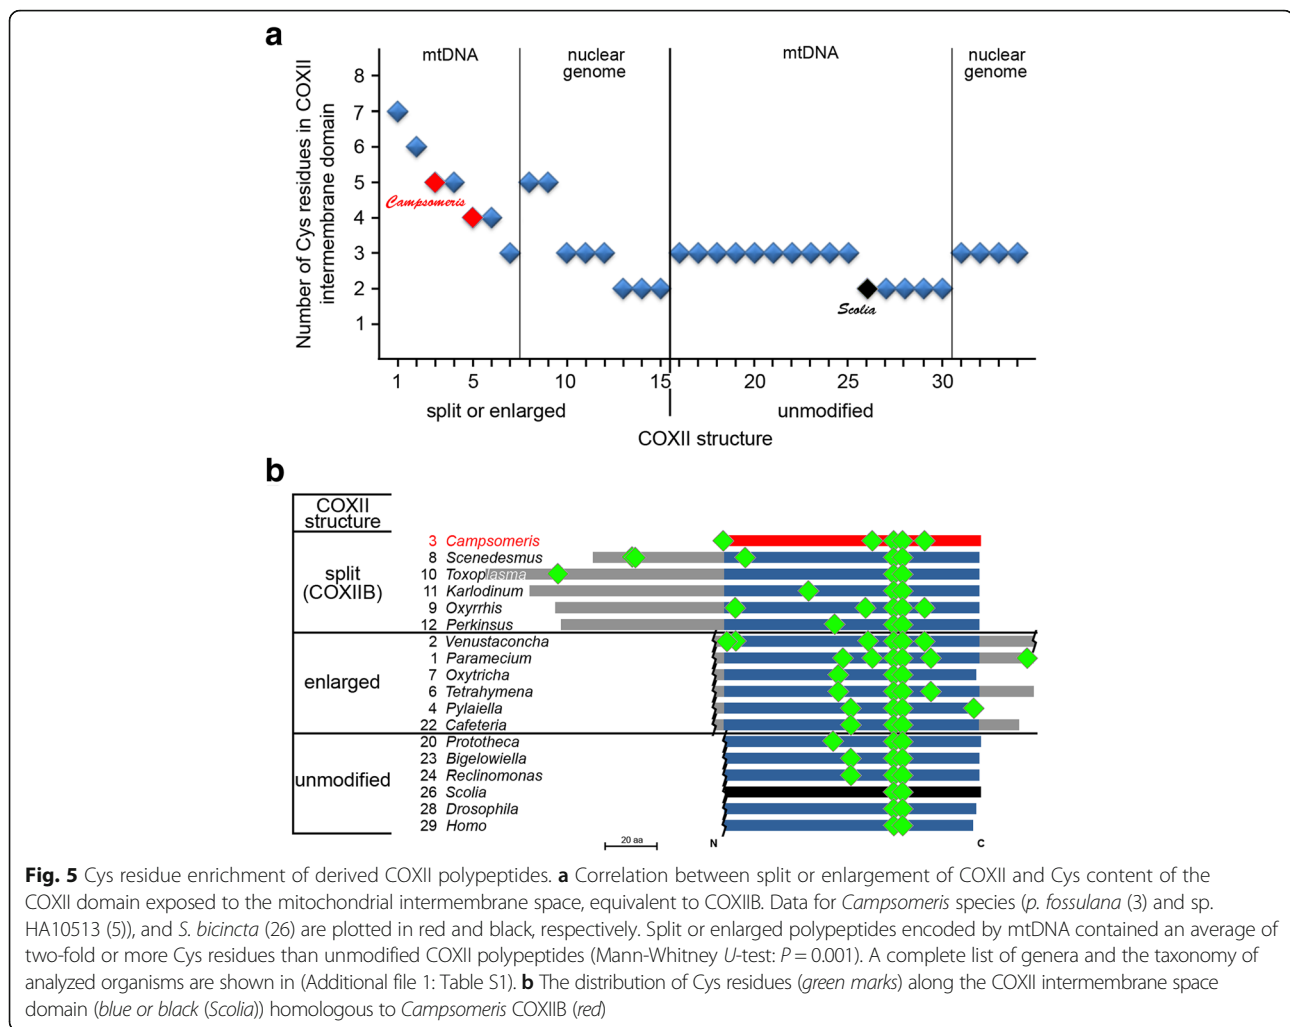 a
mtDNA
nuclear
genome
mtDNA
nuclear
genome
Number of Cys residues in COXII
intermembrane domain
8
7
6
5
4
3
2
1
Campsomeris
Scolia
1 5 10 15 20 25 30
split or enlarged
unmodified
COXII structure
b
COXII
structure
split
(COXIIB)
3 Campsomeris
8 Scenedesmus
10 Toxoplasma
11 Karlodinum
9 Oxyrrhis
12 Perkinsus
enlarged
2 Venustaconcha
1 Paramecium
7 Oxytricha
6 Tetrahymena
4 Pylaiella
22 Cafeteria
unmodified
20 Prototheca
23 Bigelowiella
24 Reclinomonas
26 Scolia
28 Drosophila
29 Homo
20 aa
N
C
Fig. 5 Cys residue enrichment of derived COXII polypeptides. a Correlation between split or enlargement of COXII and Cys content of the
COXII domain exposed to the mitochondrial intermembrane space, equivalent to COXIIB. Data for Campsomeris species (p. fossulana (3) and sp.
HA10513 (5)), and S. bicincta (26) are plotted in red and black, respectively. Split or enlarged polypeptides encoded by mtDNA contained an average of
two-fold or more Cys residues than unmodified COXII polypeptides (Mann-Whitney U-test: P = 0.001). A complete list of genera and the taxonomy of
analyzed organisms are shown in (Additional file 1: Table S1). b The distribution of Cys residues (green marks) along the COXII intermembrane space
domain (blue or black (Scolia)) homologous to Campsomeris COXIIB (red)